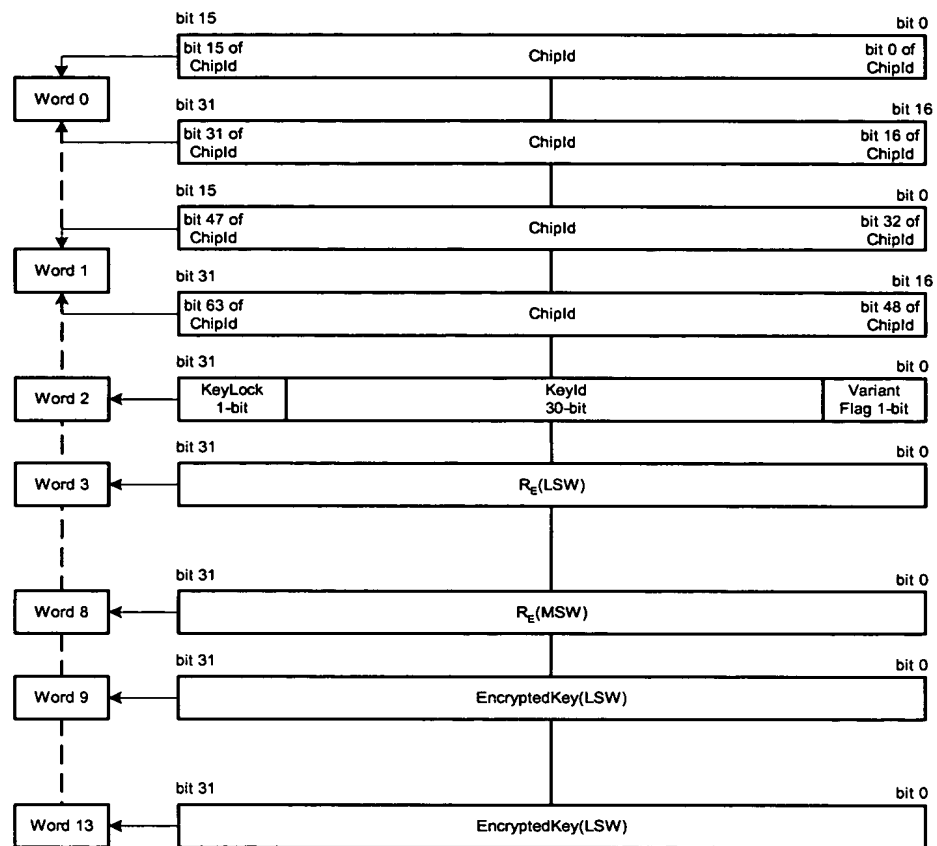 bit 15 bit 0
bit 15 of ChipId ChipId bit 0 of ChipId
Word 0
bit 31 bit 16
bit 31 of ChipId ChipId bit 16 of ChipId
bit 15 bit 0
bit 47 of ChipId ChipId bit 32 of ChipId
Word 1
bit 31 bit 16
bit 63 of ChipId ChipId bit 48 of ChipId
bit 31 bit 0
Word 2 KeyLock 1-bit KeyId 30-bit Variant Flag 1-bit
bit 31 bit 0
Word 3 R_E(LSW)
bit 31 bit 0
Word 8 R_E(MSW)
bit 31 bit 0
Word 9 EncryptedKey(LSW)
bit 31 bit 0
Word 13 EncryptedKey(LSW)